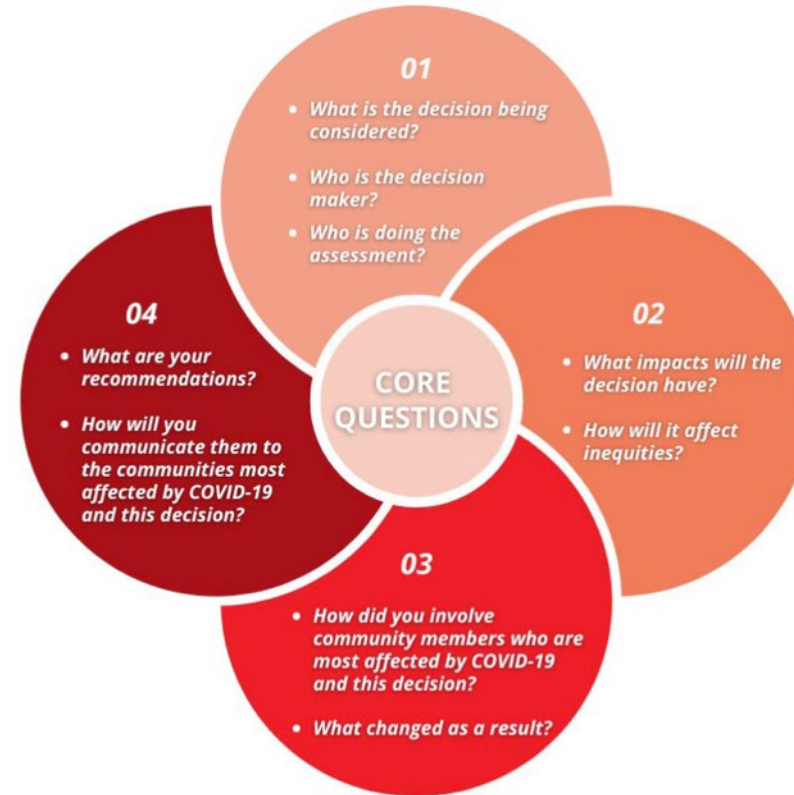 01
• What is the decision being
considered?
• Who is the decision
maker?
• Who is doing the
assessment?
02
• What impacts will the
decision have?
• How will it affect
inequities?
03
• How did you involve
community members who are
most affected by COVID-19
and this decision?
• What changed as a result?
04
• What are your
recommendations?
• How will you
communicate them to
the communities most
affected by COVID-19
and this decision?
CORE
QUESTIONS